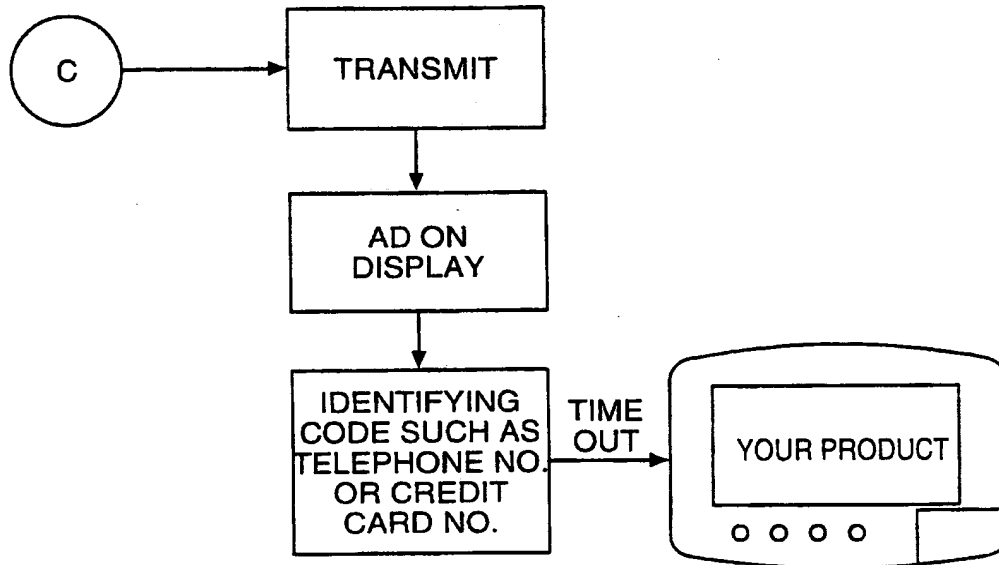 C
TRANSMIT
AD ON
DISPLAY
IDENTIFYING
CODE SUCH AS
TELEPHONE NO.
OR CREDIT
CARD NO.
TIME
OUT
YOUR PRODUCT